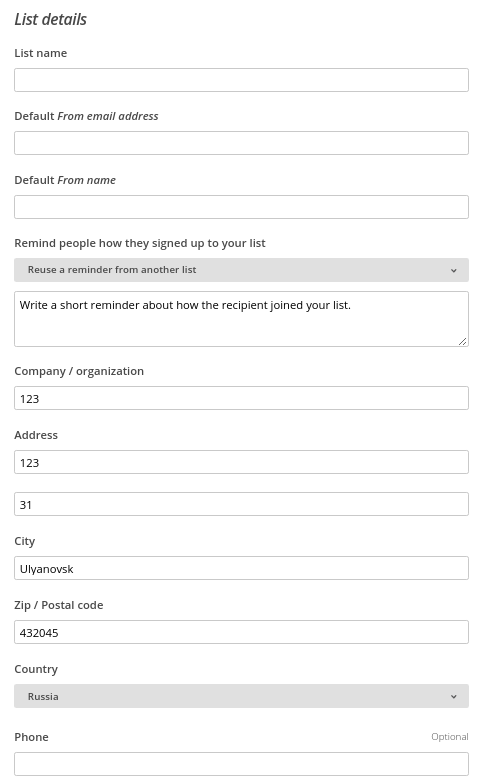 List details
List name
Default From email address
Default From name
Remind people how they signed up to your list
Reuse a reminder from another list
Write a short reminder about how the recipient joined your list.
Company / organization
123
Address
123
31
City
Ulyanovsk
Zip / Postal code
432045
Country
Russia
Phone Optional